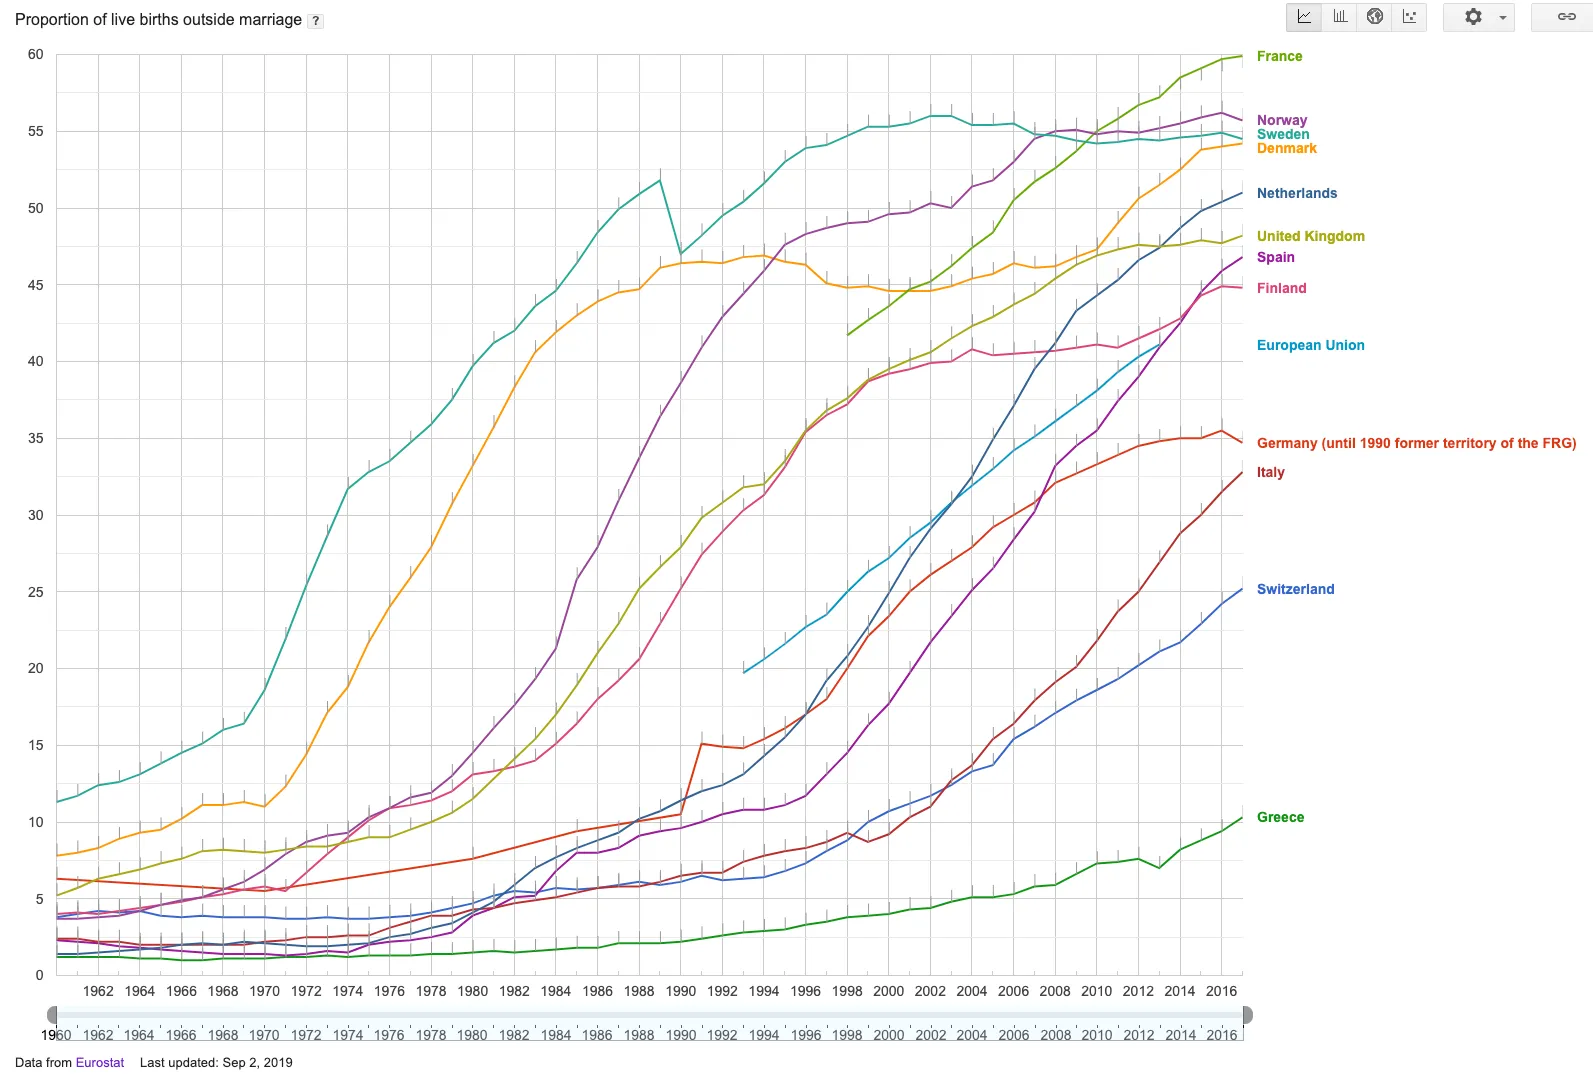 Proportion of live births outside marriage ?
60
55
50
45
40
35
30
25
20
15
10
5
0
France
Norway
Sweden
Denmark
Netherlands
United Kingdom
Spain
Finland
European Union
Germany (until 1990 former territory of the FRG)
Italy
Switzerland
Greece
1962 1964 1966 1968 1970 1972 1974 1976 1978 1980 1982 1984 1986 1988 1990 1992 1994 1996 1998 2000 2002 2004 2006 2008 2010 2012 2014 2016
1960 1962 1964 1966 1968 1970 1972 1974 1976 1978 1980 1982 1984 1986 1988 1990 1992 1994 1996 1998 2000 2002 2004 2006 2008 2010 2012 2014 2016
Data from Eurostat Last updated: Sep 2, 2019